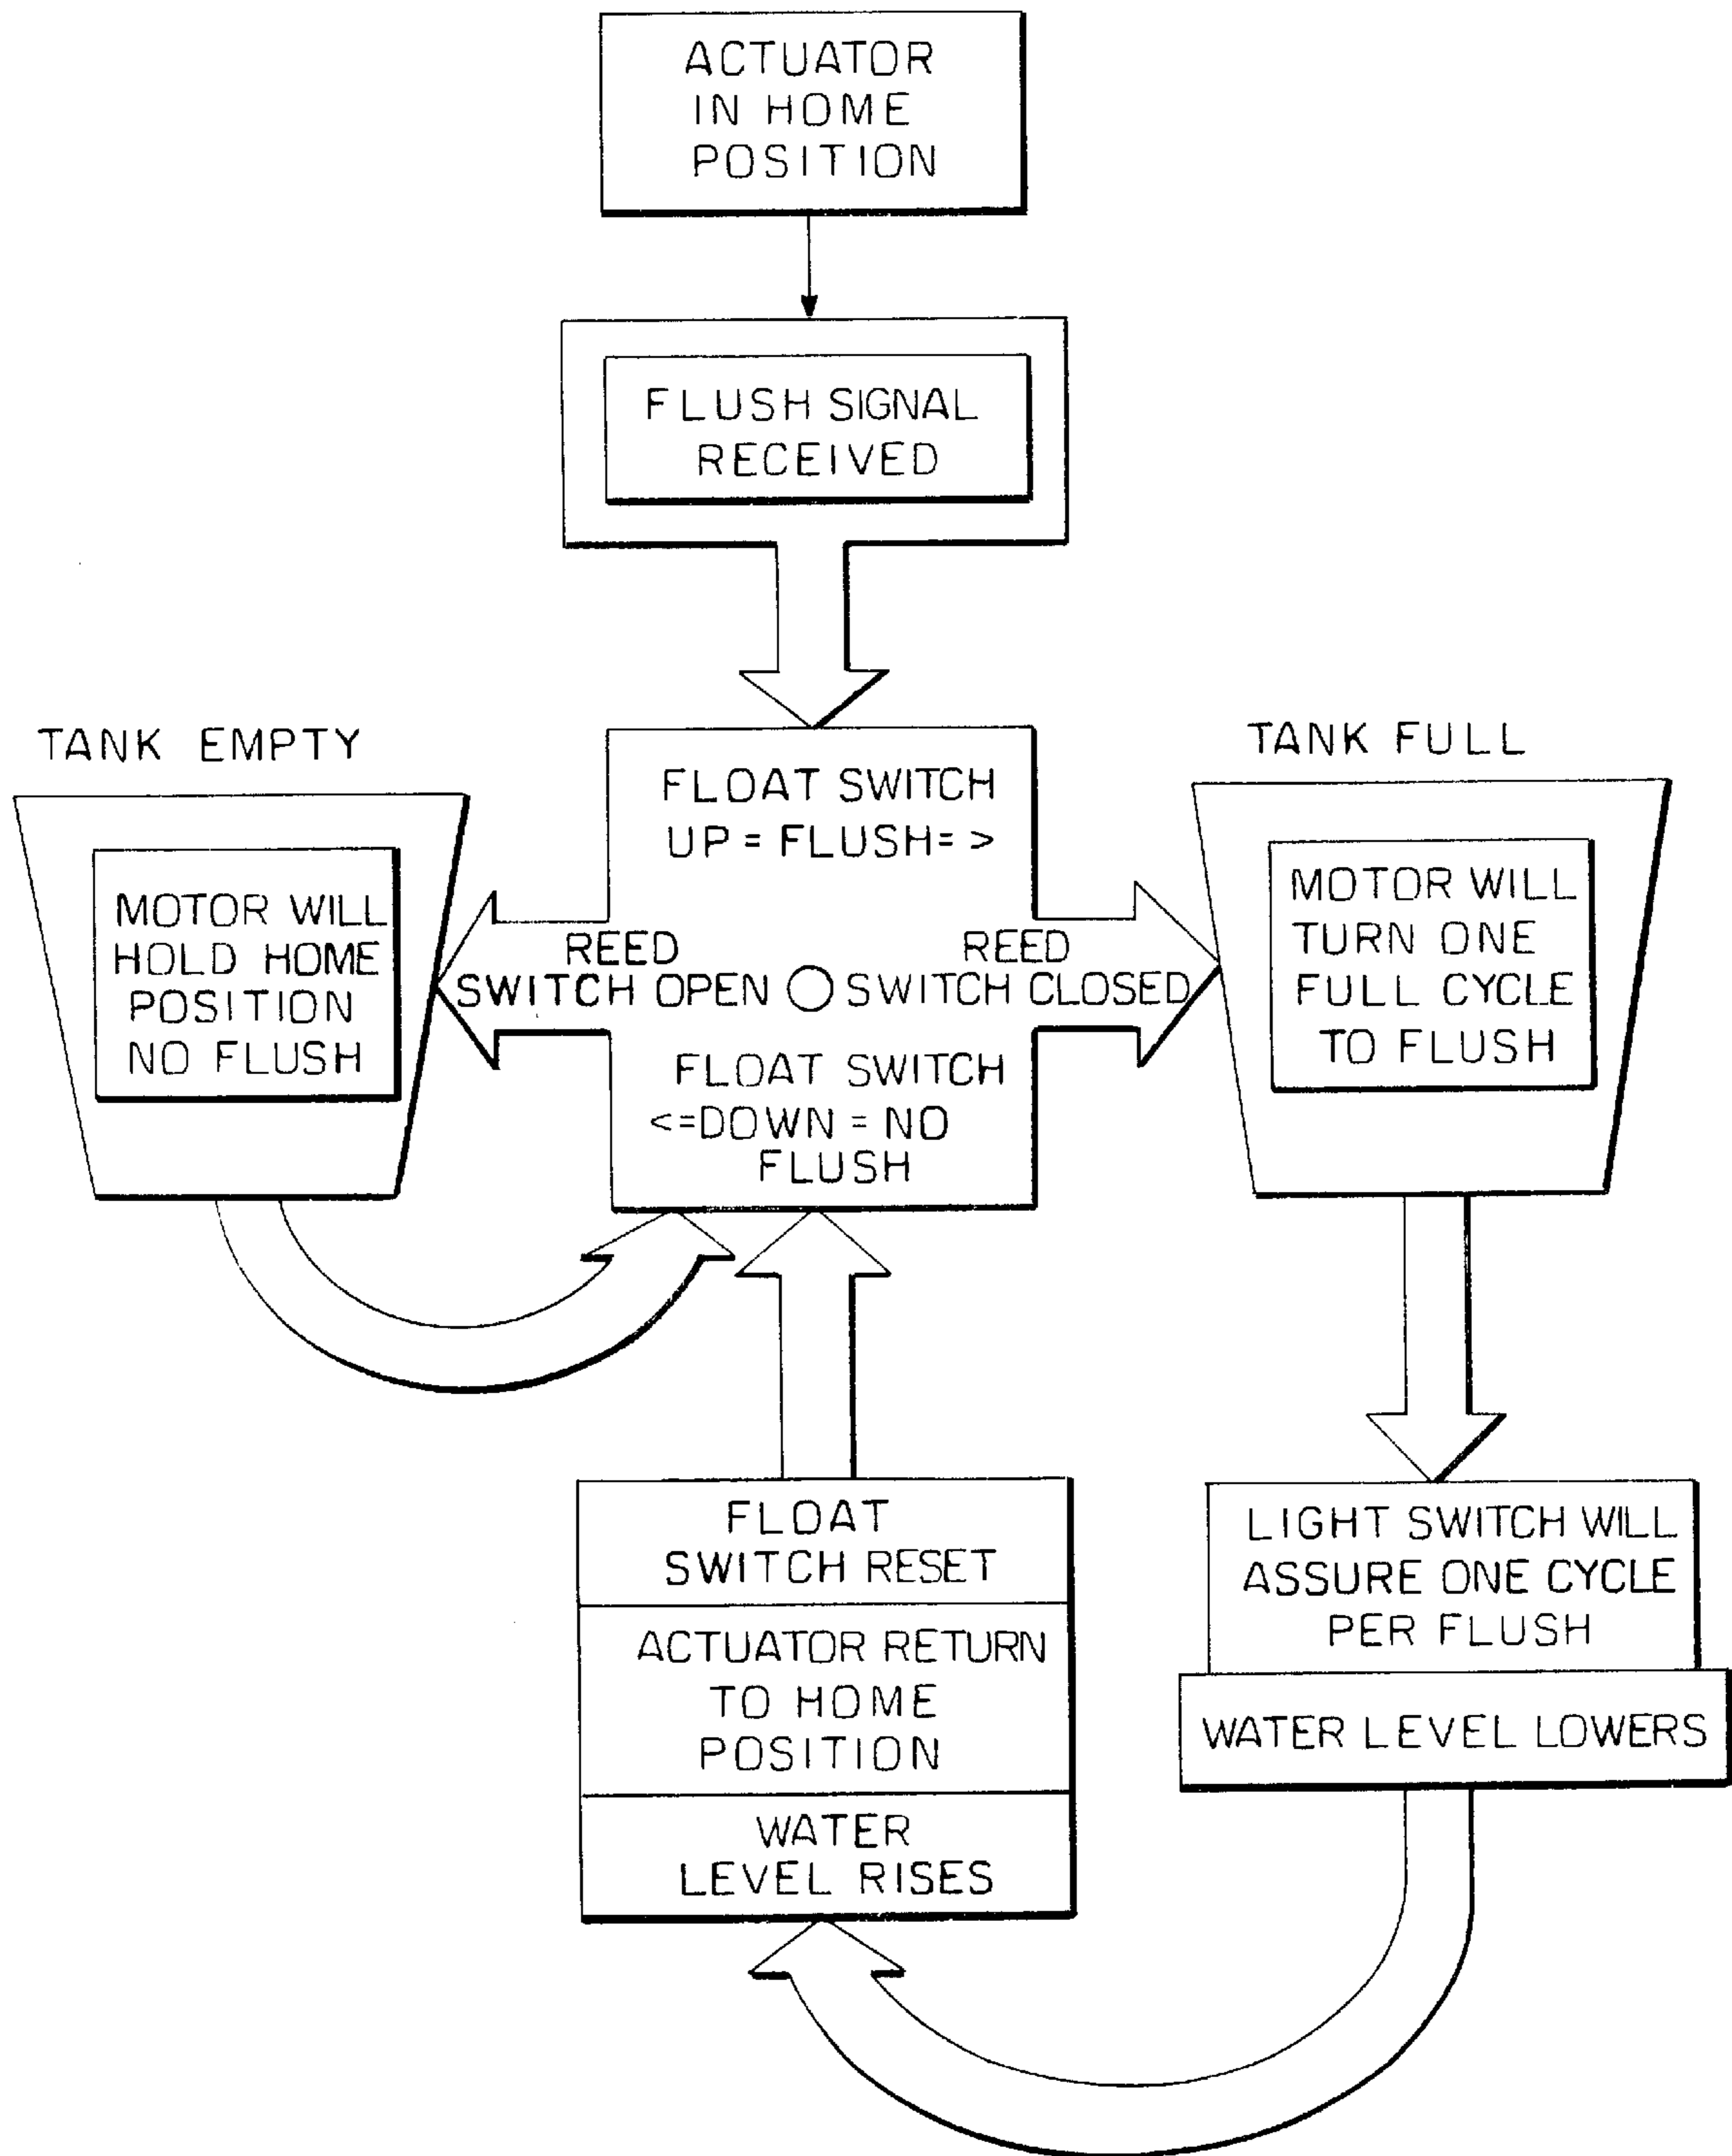 ACTUATOR
IN HOME
POSITION
FLUSH SIGNAL
RECEIVED
TANK EMPTY
MOTOR WILL
HOLD HOME
POSITION
NO FLUSH
FLOAT SWITCH
UP = FLUSH= >
REED
SWITCH OPEN
REED
SWITCH CLOSED
FLOAT SWITCH
<=DOWN = NO
FLUSH
TANK FULL
MOTOR WILL
TURN ONE
FULL CYCLE
TO FLUSH
LIGHT SWITCH WILL
ASSURE ONE CYCLE
PER FLUSH
WATER LEVEL LOWERS
FLOAT
SWITCH RESET
ACTUATOR RETURN
TO HOME
POSITION
WATER
LEVEL RISES